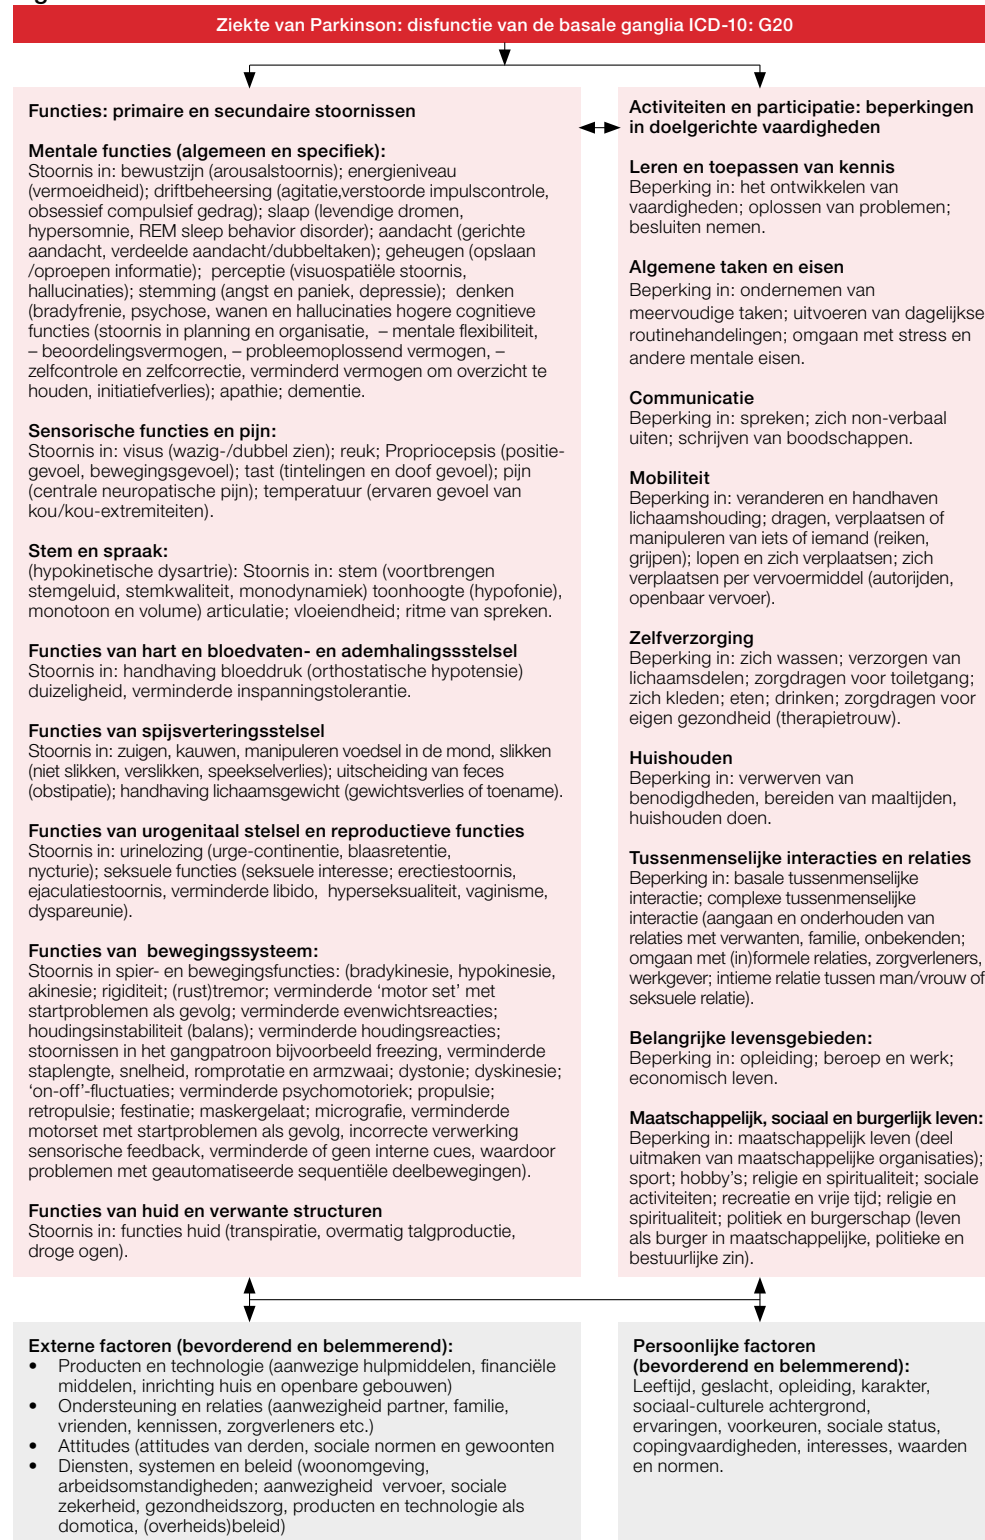 Ziekte van Parkinson: disfunctie van de basale ganglia ICD-10: G20
Functies: primaire en secundaire stoornissen
Mentale functies (algemeen en specifiek):
Stoornis in: bewustzijn (arousalstoornis); energieniveau
(vermoeidheid); driftbeheersing (agitatie,verstoorde impulscontrole,
obsessief compulsief gedrag); slaap (levendige dromen,
hypersomnie, REM sleep behavior disorder); aandacht (gerichte
aandacht, verdeelde aandacht/dubbeltaken); geheugen (opslaan
/oproepen informatie);  perceptie (visuospatiële stoornis,
hallucinaties); stemming (angst en paniek, depressie);  denken
(bradyfrenie, psychose, wanen en hallucinaties hogere cognitieve
functies (stoornis in planning en organisatie,  – mentale flexibiliteit,
– beoordelingsvermogen, – probleemoplossend vermogen, –
zelfcontrole en zelfcorrectie, verminderd vermogen om overzicht te
houden, initiatiefverlies); apathie; dementie.
Sensorische functies en pijn:
Stoornis in: visus (wazig-/dubbel zien); reuk; Propriocepsis (positie-
gevoel, bewegingsgevoel); tast (tintelingen en doof gevoel); pijn
(centrale neuropatische pijn); temperatuur (ervaren gevoel van
kou/kou-extremiteiten).
Stem en spraak:
(hypokinetische dysartrie): Stoornis in: stem (voortbrengen
stemgeluid, stemkwaliteit, monodynamiek) toonhoogte (hypofonie),
monotoon en volume) articulatie; vloeiendheid; ritme van spreken.
Functies van hart en bloedvaten- en ademhalingssstelsel
Stoornis in: handhaving bloeddruk (orthostatische hypotensie)
duizeligheid, verminderde inspanningstolerantie.
Functies van spijsverteringsstelsel
Stoornis in: zuigen, kauwen, manipuleren voedsel in de mond, slikken
(niet slikken, verslikken, speekselverlies); uitscheiding van feces
(obstipatie); handhaving lichaamsgewicht (gewichtsverlies of toename).
Functies van urogenitaal stelsel en reproductieve functies
Stoornis in: urinelozing (urge-continentie, blaasretentie,
nycturie); seksuele functies (seksuele interesse; erectiestoornis,
ejaculatiestoornis, verminderde libido,  hyperseksualiteit, vaginisme,
dyspareunie).
Functies van  bewegingssysteem:
Stoornis in spier- en bewegingsfuncties: (bradykinesie, hypokinesie,
akinesie; rigiditeit; (rust)tremor; verminderde ‘motor set’ met
startproblemen als gevolg; verminderde evenwichtsreacties;
houdingsinstabiliteit (balans); verminderde houdingsreacties;
stoornissen in het gangpatroon bijvoorbeeld freezing, verminderde
staplengte, snelheid, romprotatie en armzwaai; dystonie; dyskinesie;
‘on-off’-fluctuaties; verminderde psychomotoriek; propulsie;
retropulsie; festinatie; maskergelaat; micrografie, verminderde
motorset met startproblemen als gevolg, incorrecte verwerking
sensorische feedback, verminderde of geen interne cues, waardoor
problemen met geautomatiseerde sequentiële deelbewegingen).
Functies van huid en verwante structuren
Stoornis in: functies huid (transpiratie, overmatig talgproductie,
droge ogen).
Activiteiten en participatie: beperkingen
in doelgerichte vaardigheden
Leren en toepassen van kennis
Beperking in: het ontwikkelen van
vaardigheden; oplossen van problemen;
besluiten nemen.
Algemene taken en eisen
Beperking in: ondernemen van
meervoudige taken; uitvoeren van dagelijkse
routinehandelingen; omgaan met stress en
andere mentale eisen.
Communicatie
Beperking in: spreken; zich non-verbaal
uiten; schrijven van boodschappen.
Mobiliteit
Beperking in: veranderen en handhaven
lichaamshouding; dragen, verplaatsen of
manipuleren van iets of iemand (reiken,
grijpen); lopen en zich verplaatsen; zich
verplaatsen per vervoermiddel (autorijden,
openbaar vervoer).
Zelfverzorging
Beperking in: zich wassen; verzorgen van
lichaamsdelen; zorgdragen voor toiletgang;
zich kleden; eten; drinken; zorgdragen voor
eigen gezondheid (therapietrouw).
Huishouden
Beperking in: verwerven van
benodigdheden, bereiden van maaltijden,
huishouden doen.
Tussenmenselijke interacties en relaties
Beperking in: basale tussenmenselijke
interactie; complexe tussenmenselijke
interactie (aangaan en onderhouden van
relaties met verwanten, familie, onbekenden;
omgaan met (in)formele relaties, zorgverleners,
werkgever; intieme relatie tussen man/vrouw of
seksuele relatie).
Belangrijke levensgebieden:
Beperking in: opleiding; beroep en werk;
economisch leven.
Maatschappelijk, sociaal en burgerlijk leven:
Beperking in: maatschappelijk leven (deel
uitmaken van maatschappelijke organisaties);
sport; hobby’s; religie en spiritualiteit; sociale
activiteiten; recreatie en vrije tijd; religie en
spiritualiteit; politiek en burgerschap (leven
als burger in maatschappelijke, politieke en
bestuurlijke zin).
Externe factoren (bevorderend en belemmerend):
• Producten en technologie (aanwezige hulpmiddelen, financiële
middelen, inrichting huis en openbare gebouwen)
• Ondersteuning en relaties (aanwezigheid partner, familie,
vrienden, kennissen, zorgverleners etc.)
• Attitudes (attitudes van derden, sociale normen en gewoonten
• Diensten, systemen en beleid (woonomgeving,
arbeidsomstandigheden; aanwezigheid  vervoer, sociale
zekerheid, gezondheidszorg, producten en technologie als
domotica, (overheids)beleid)
Persoonlijke factoren
(bevorderend en belemmerend):
Leeftijd, geslacht, opleiding, karakter,
sociaal-culturele achtergrond,
ervaringen, voorkeuren, sociale status,
copingvaardigheden, interesses, waarden
en normen.